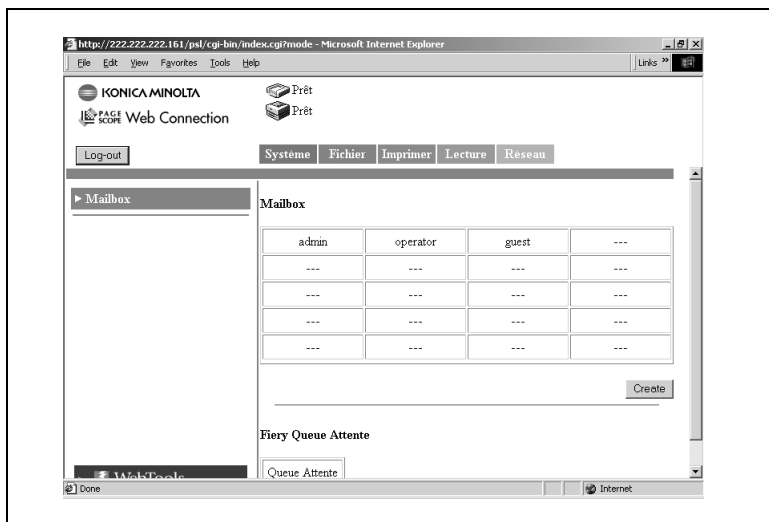 http://222.222.222.161/psl/cgi-bin/index.cgi?mode - Microsoft Internet Explorer
File Edit View Favorites Tools Help Links »
KONICA MINOLTA
PAGE SCOPE Web Connection
Prêt
Prêt
Log-out
Système Fichier Imprimer Lecture Réseau
Mailbox
Mailbox
admin operator guest ---
--- --- --- ---
--- --- --- ---
--- --- --- ---
--- --- --- ---
Create
Fiery Queue Attente
Queue Attente
WebTools
Done Internet